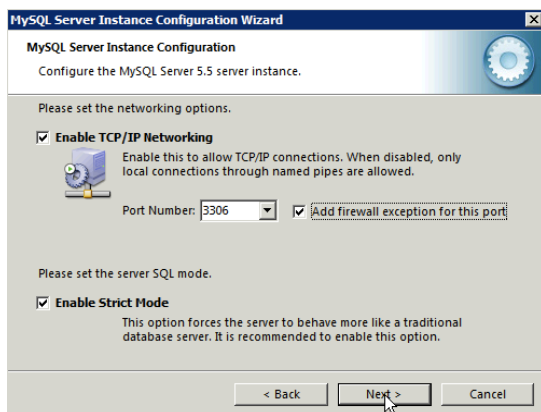 MySQL Server Instance Configuration Wizard
MySQL Server Instance Configuration
Configure the MySQL Server 5.5 server instance.
Please set the networking options.
Enable TCP/IP Networking
Enable this to allow TCP/IP connections. When disabled, only
local connections through named pipes are allowed.
Port Number: 3306 Add firewall exception for this port
Please set the server SQL mode.
Enable Strict Mode
This option forces the server to behave more like a traditional
database server. It is recommended to enable this option.
< Back Next > Cancel